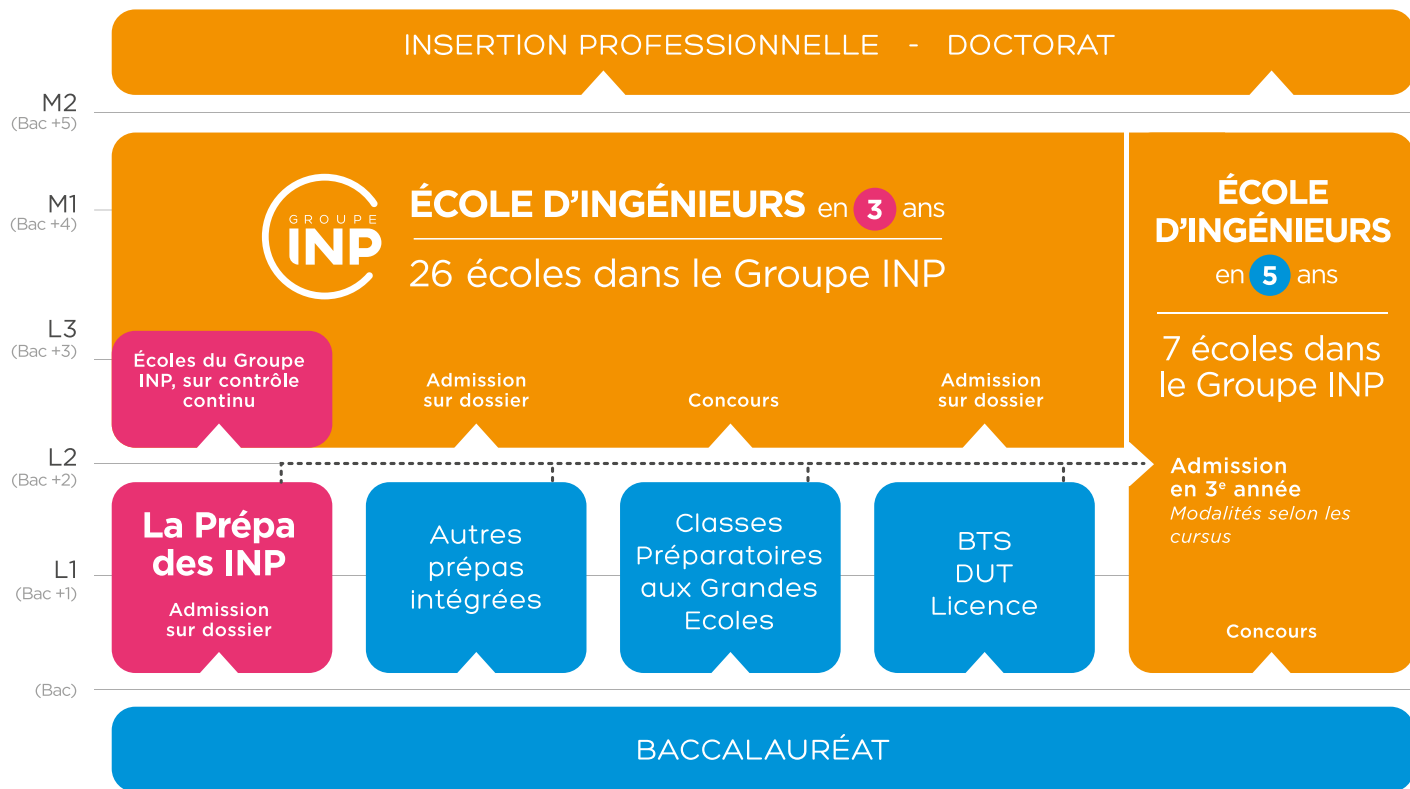 INSERTION PROFESSIONNELLE - DOCTORAT
M2
(Bac +5)
M1
(Bac +4)
GROUPE
INP
ÉCOLE D'INGÉNIEURS en 3 ans
26 écoles dans le Groupe INP
ÉCOLE
D'INGÉNIEURS
en 5 ans
7 écoles dans
le Groupe INP
L3
(Bac +3)
Écoles du Groupe
INP, sur contrôle
continu
Admission
sur dossier
Concours
Admission
sur dossier
L2
(Bac +2)
Admission
en 3e année
Modalités selon les
cursus
La Prépa
des INP
Admission
sur dossier
Autres
prépas
intégrées
Classes
Préparatoires
aux Grandes
Ecoles
BTS
DUT
Licence
L1
(Bac +1)
Concours
(Bac)
BACCALAURÉAT